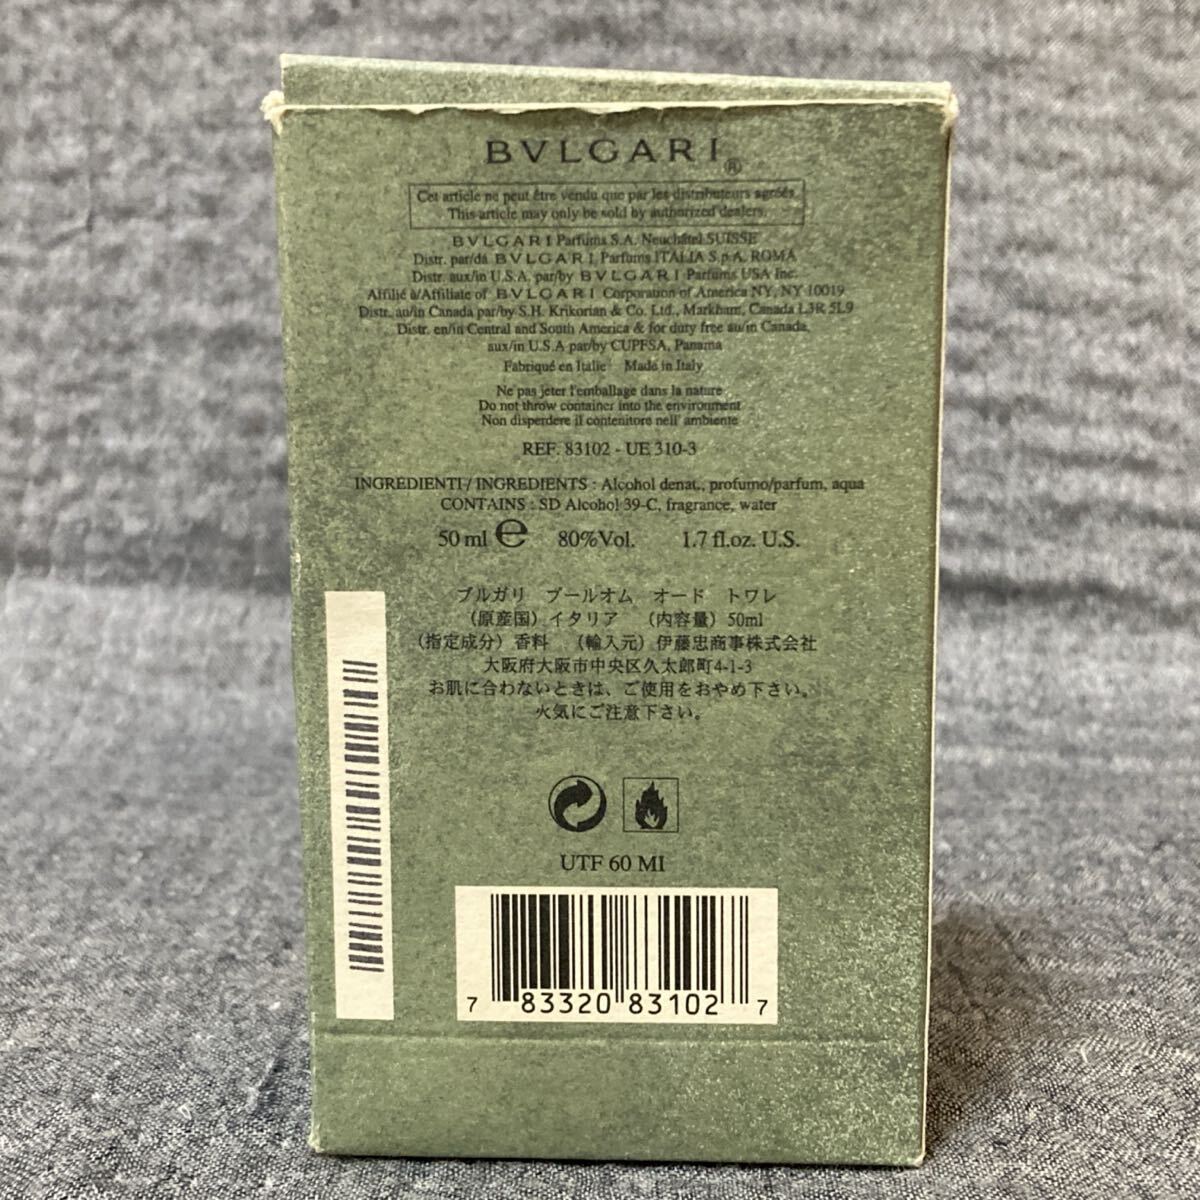 BVLGARI®
Cet article ne peut être vendu que par les distributeurs agréés.
This article may only be sold by authorized dealers.
BVLGARI Parfums S.A. Neuchâtel SUISSE
Distr. par/da BVLGARI Parfums ITALIA S.p.A. ROMA
Distr. aux/in U.S.A. par/by BVLGARI Parfums USA Inc.
Affilié à/Affiliate of BVLGARI Corporation of America NY, NY 10019
Distr. au/in Canada par/by S.H. Krikorian & Co. Ltd., Markham, Canada L3R 5L9
Distr. en/in Central and South America & for duty free au/in Canada,
aux/in U.S.A par/by CUPFSA, Panama
Fabriqué en Italie Made in Italy
Ne pas jeter l'emballage dans la nature
Do not throw container into the environment
Non disperdere il contenitore nell' ambiente
REF. 83102 - UE 310-3
INGREDIENTI / INGREDIENTS : Alcohol denat., profumo/parfum, aqua
CONTAINS : SD Alcohol 39-C, fragrance, water
50 ml ℮ 80%Vol. 1.7 fl.oz. U.S.
ブルガリ プールオム オード トワレ
（原産国）イタリア （内容量）50ml
（指定成分）香料 （輸入元）伊藤忠商事株式会社
大阪府大阪市中央区久太郎町4-1-3
お肌に合わないときは、ご使用をおやめ下さい。
火気にご注意下さい。
UTF 60 MI
7 83320 83102 7